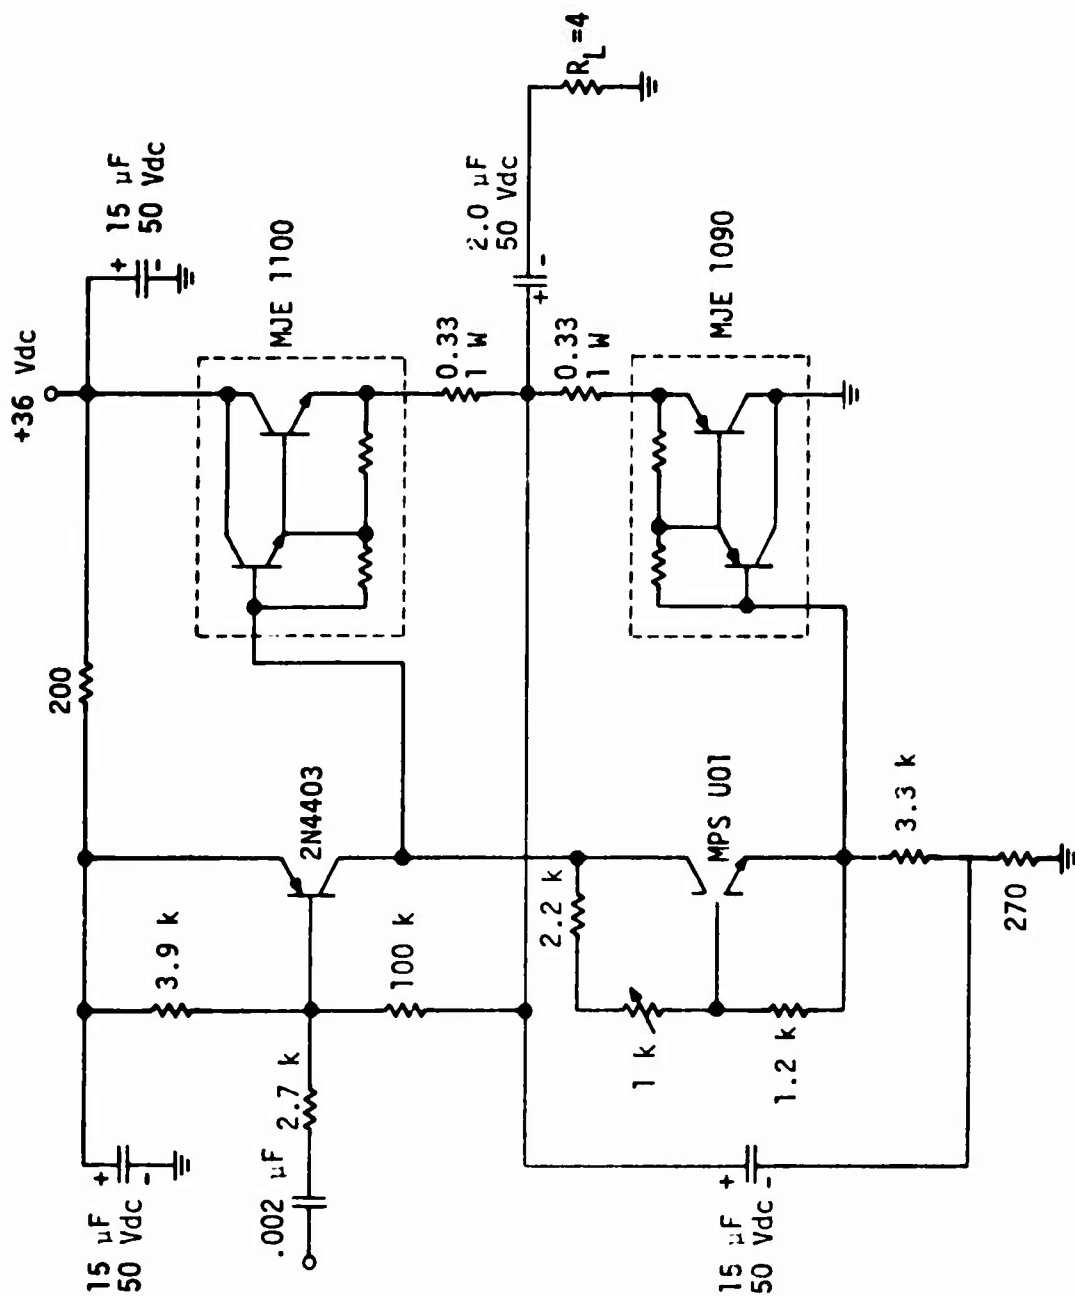 +36 Vdc
15 µF
50 Vdc
200
MJE 1100
2N4403
3.9 k
15 µF
50 Vdc
2.7 k
.002 µF
100 k
0.33
1 W
2.0 µF
50 Vdc
R_L=4
0.33
1 W
MJE 1090
2.2 k
MPS U01
1 k
1.2 k
3.3 k
270
15 µF
50 Vdc